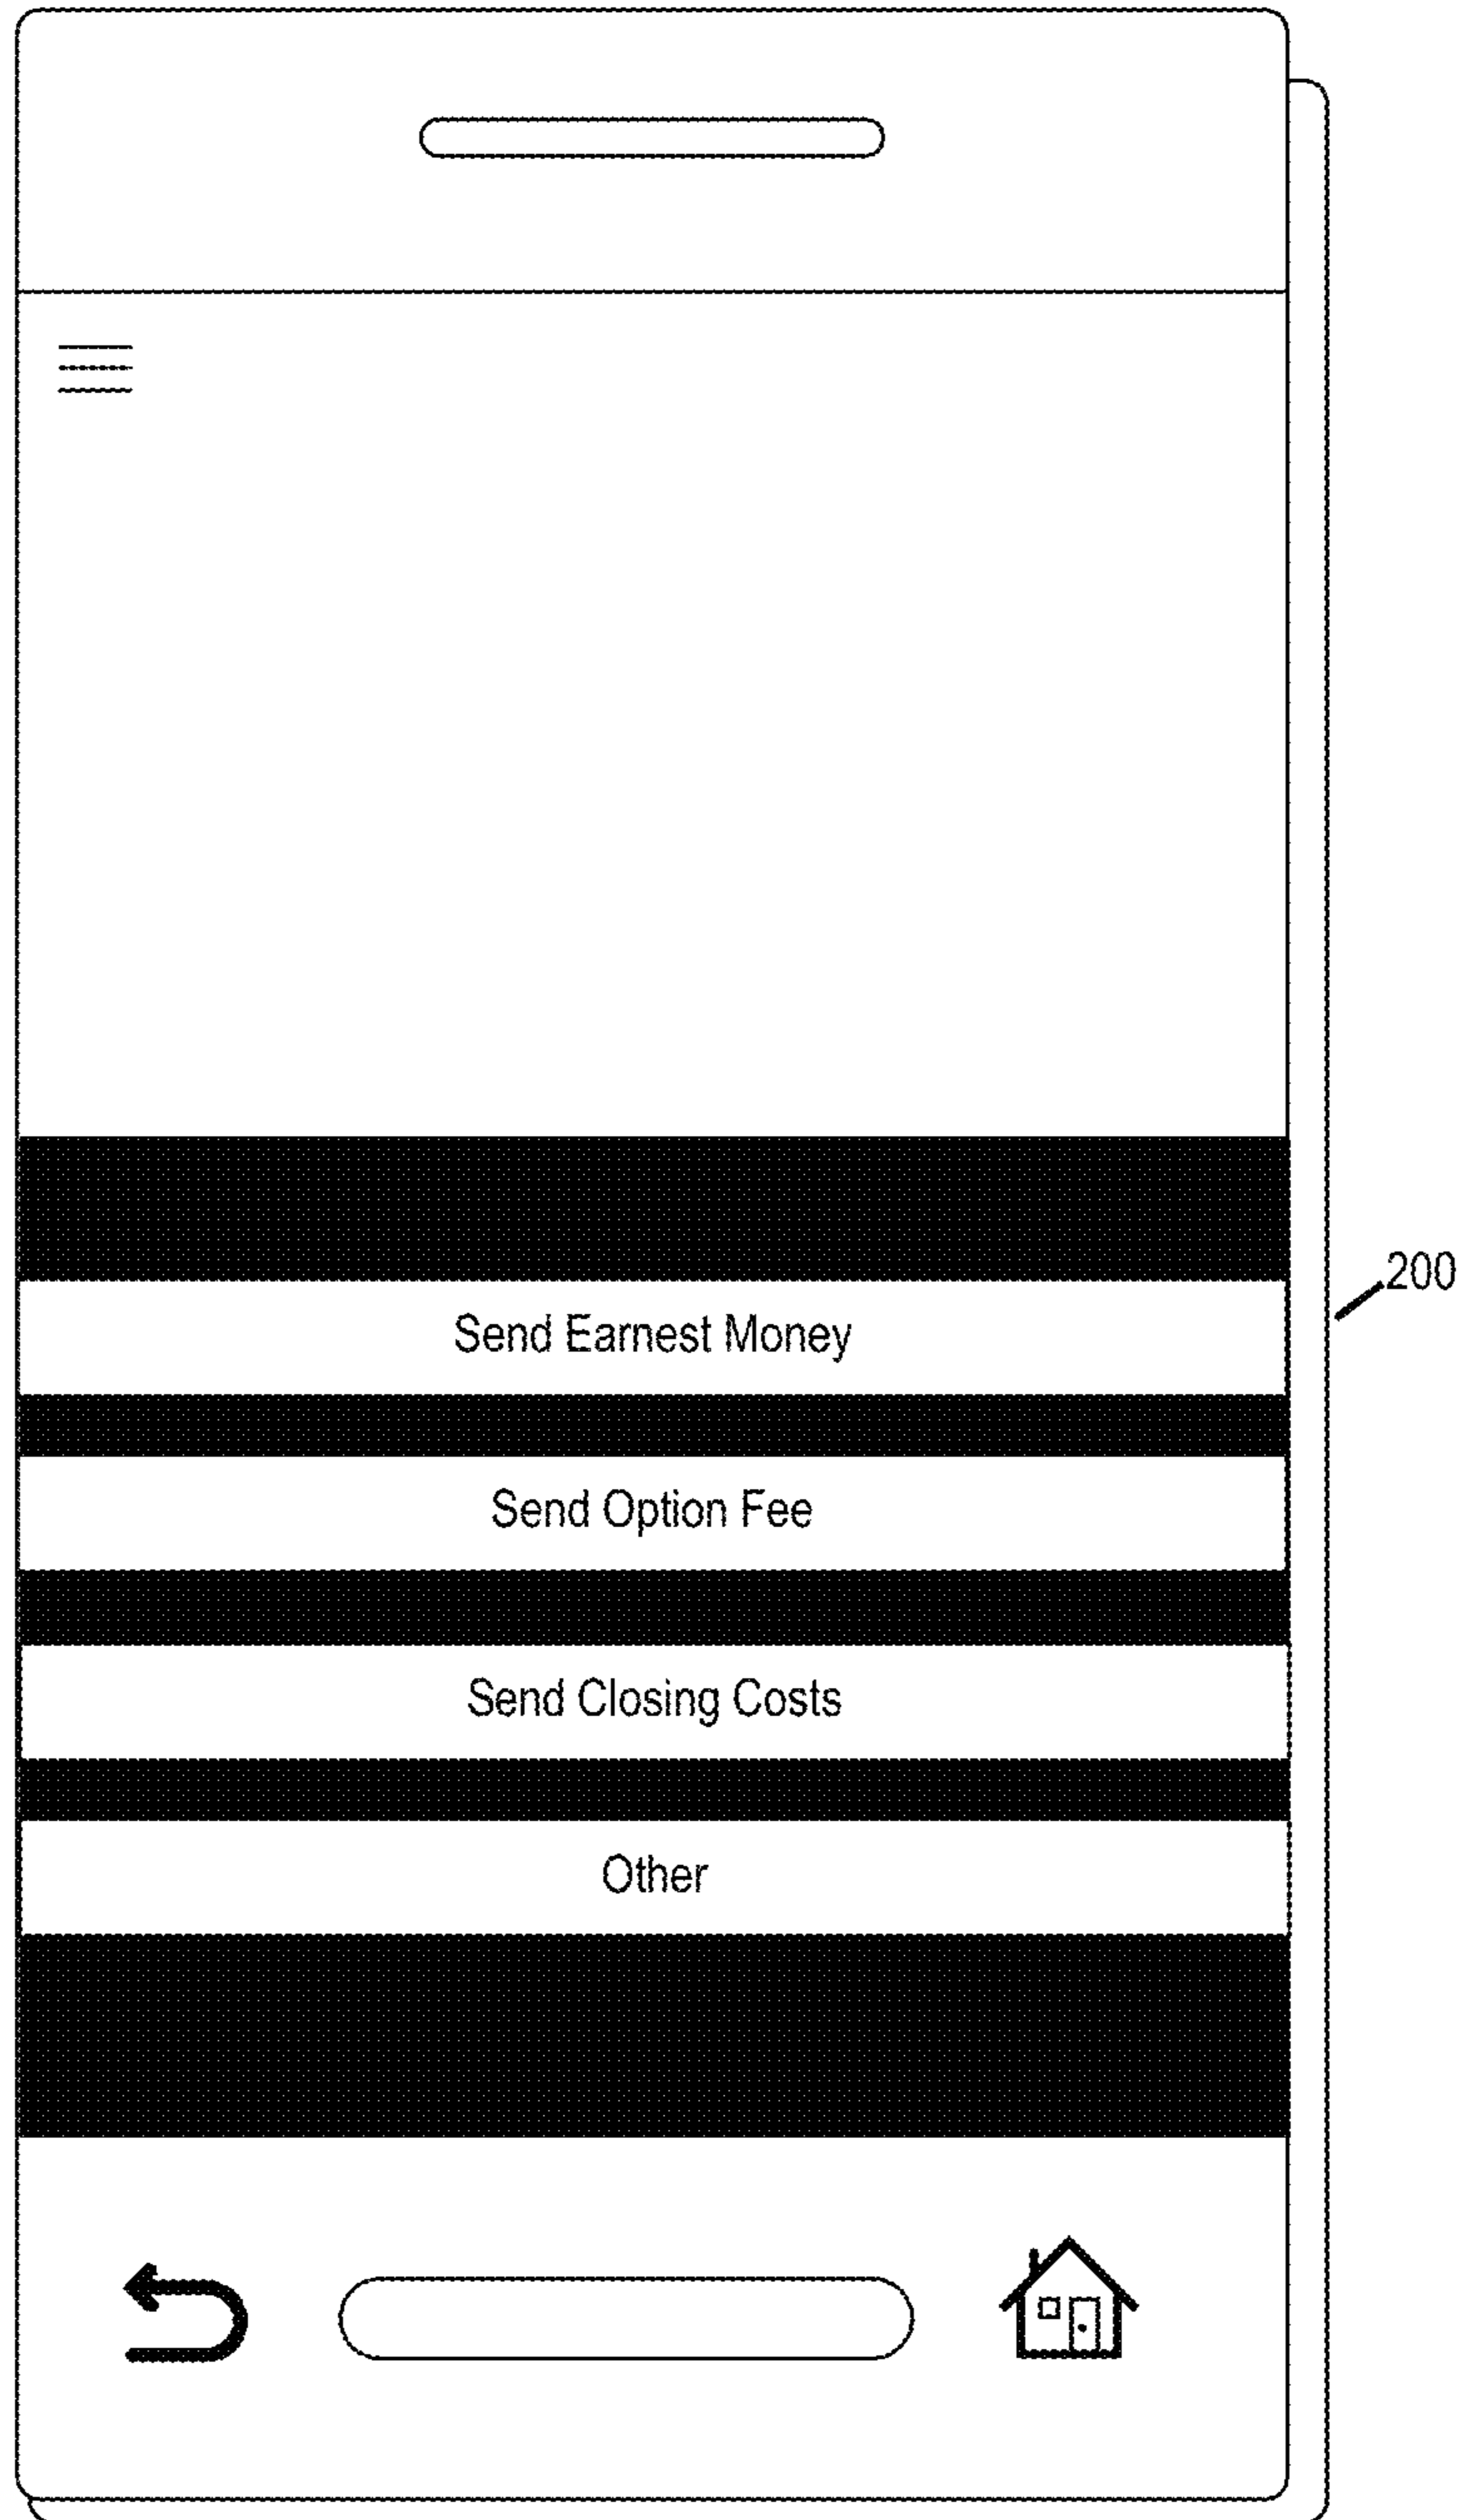 200
Send Earnest Money
Send Option Fee
Send Closing Costs
Other